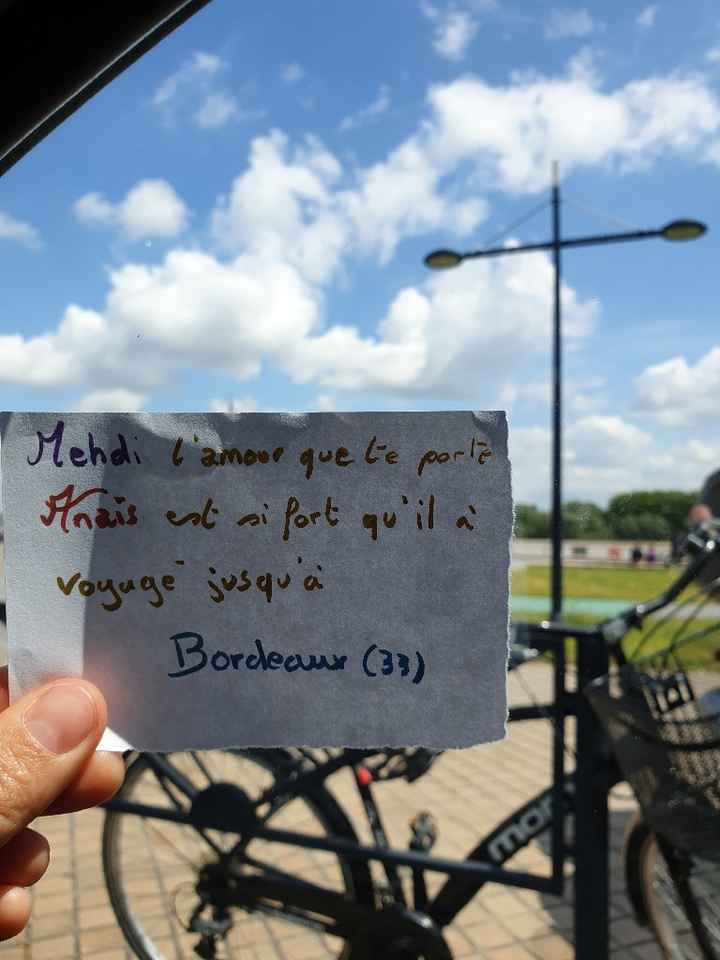 Mehdi l'amour que te porte
Anaïs est si fort qu'il à
voyagé jusqu'à
Bordeaux (33)